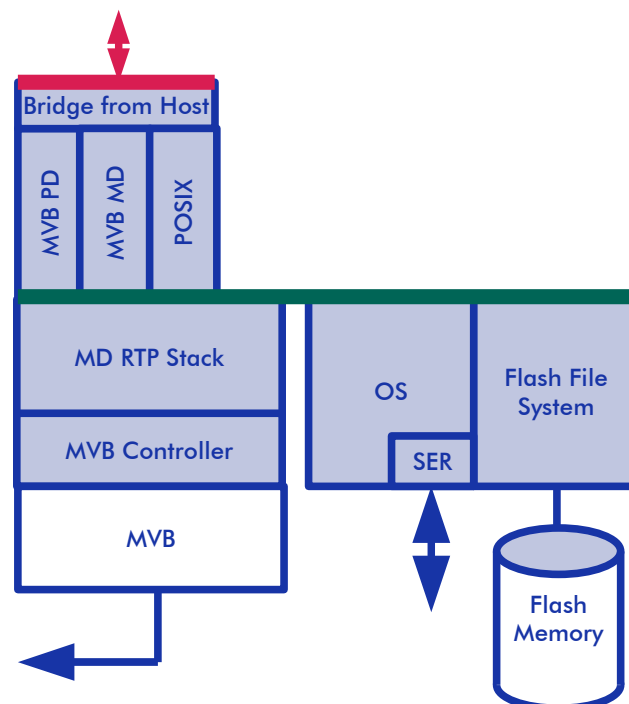 Bridge from Host
MVB PD
MVB MD
POSIX
MD RTP Stack
MVB Controller
MVB
OS
SER
Flash File
System
Flash
Memory